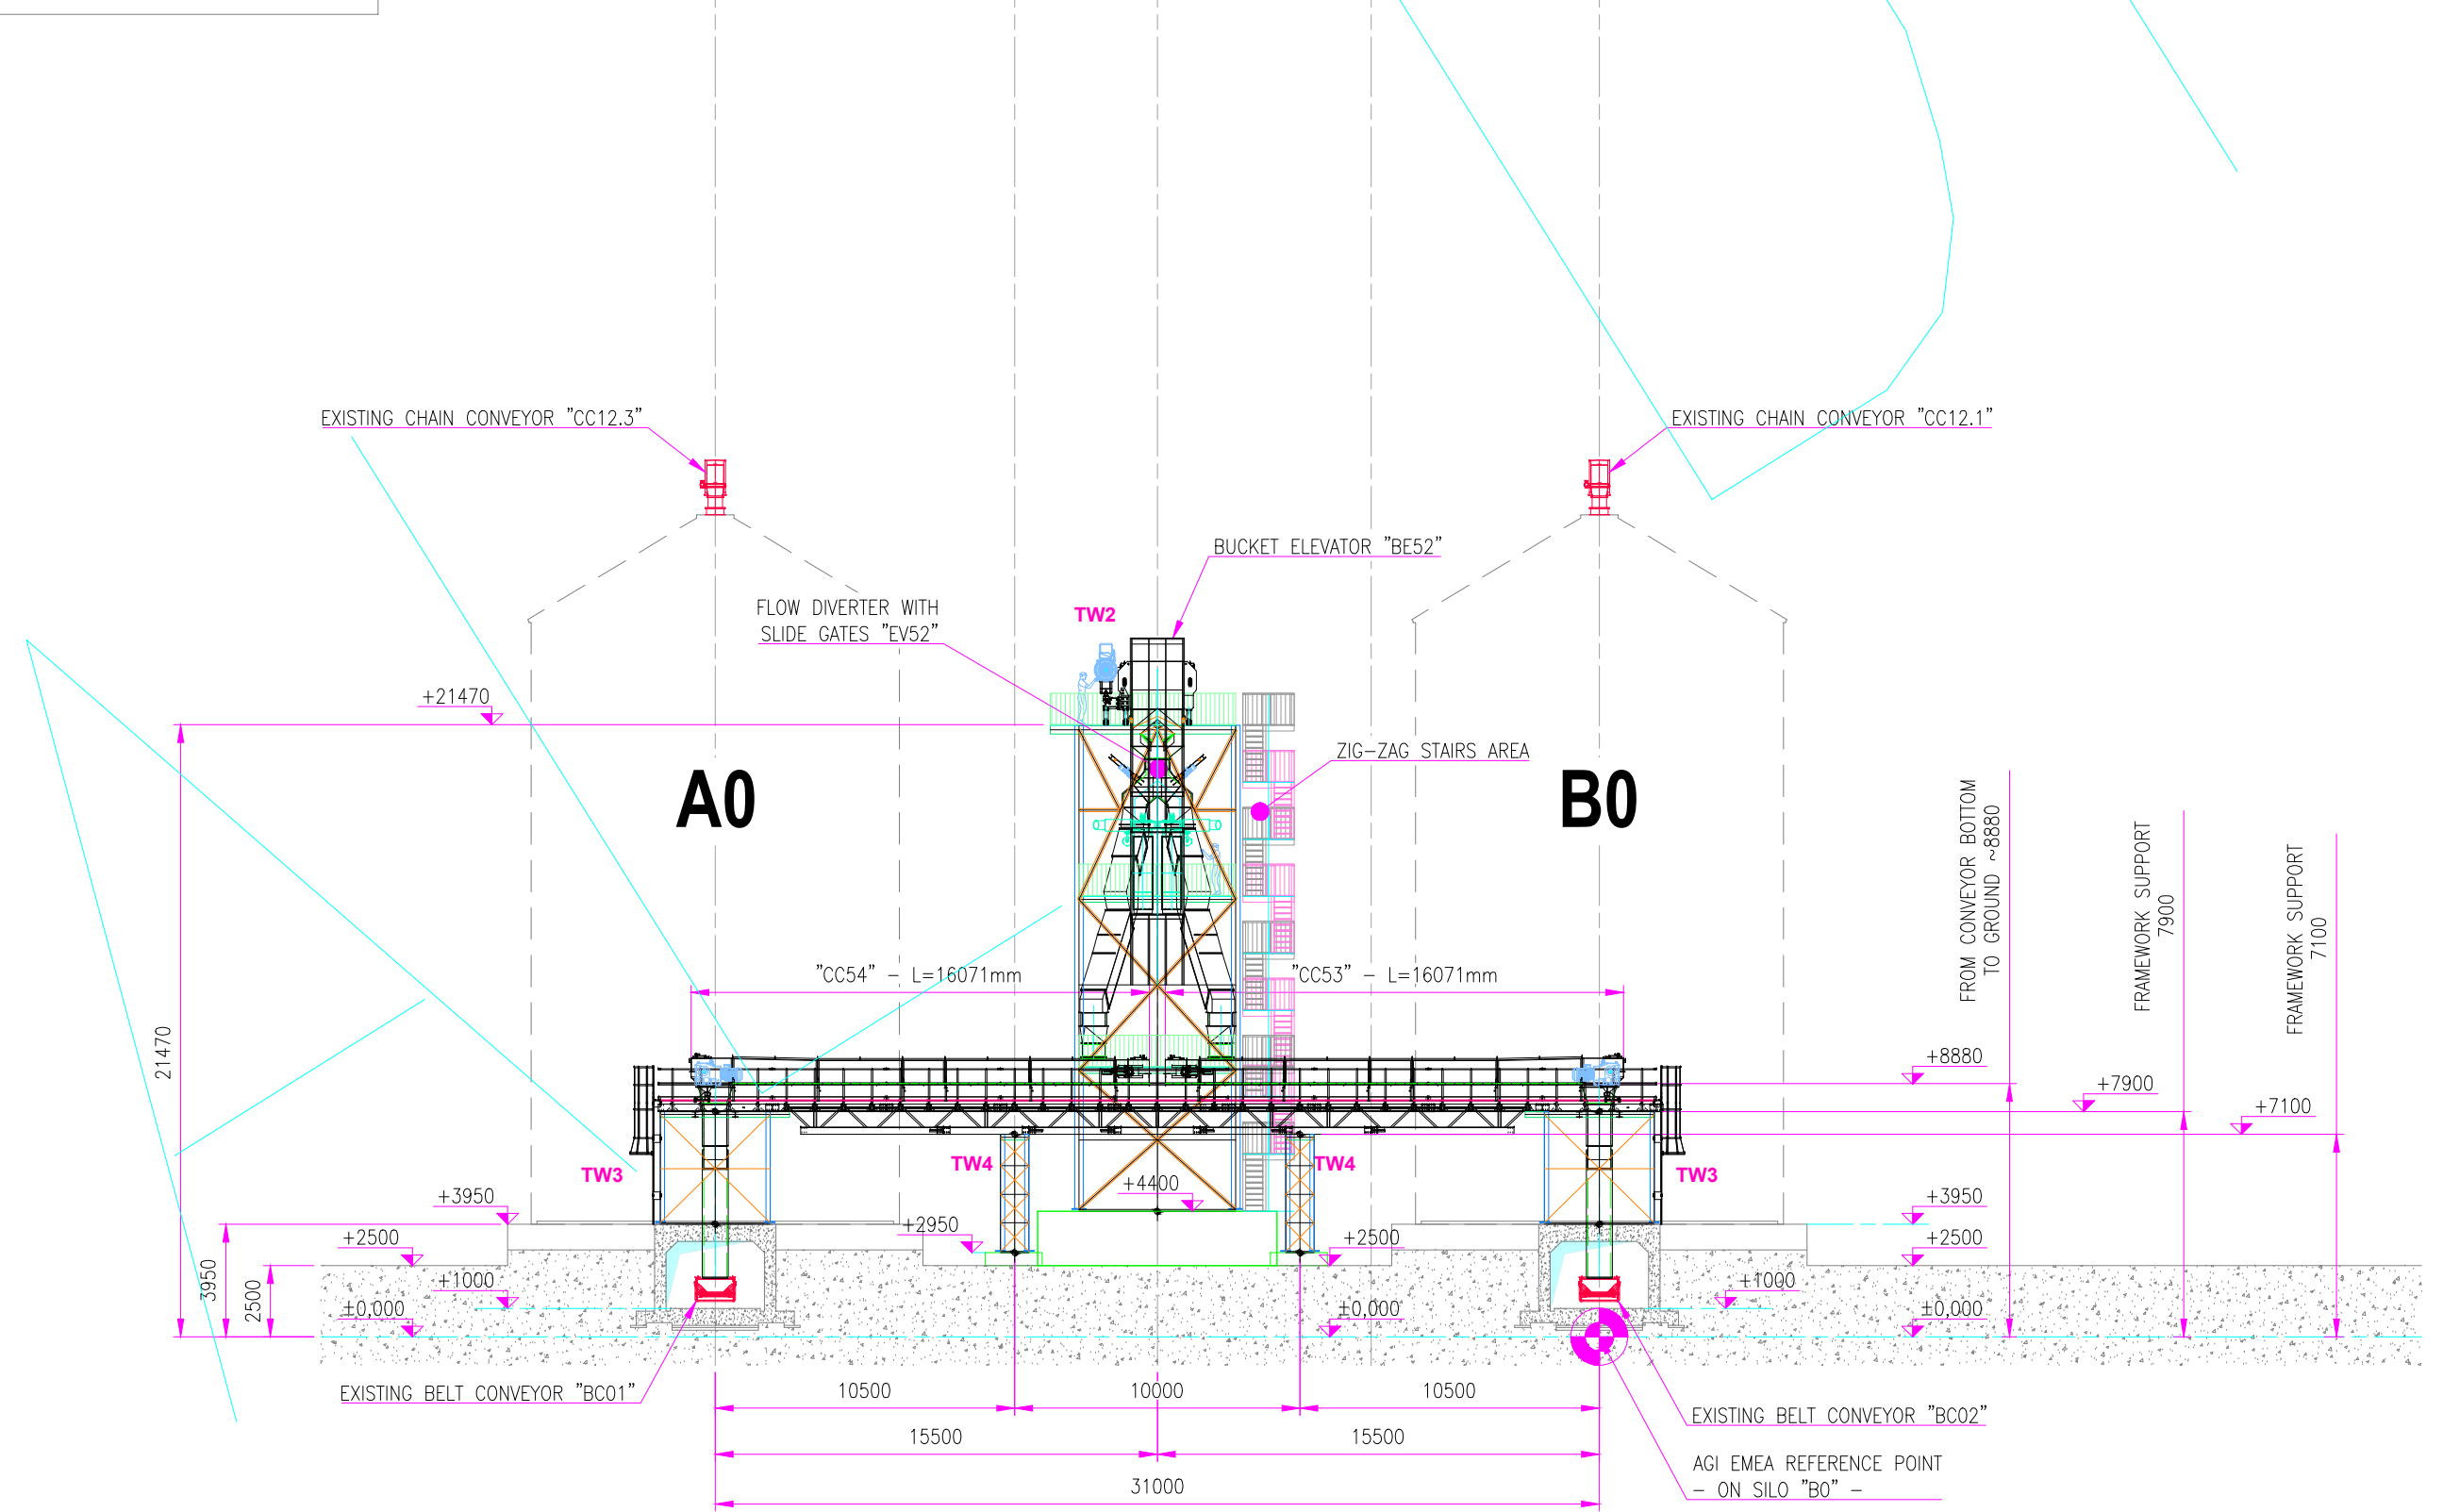 EXISTING CHAIN CONVEYOR "CC12.3"
EXISTING CHAIN CONVEYOR "CC12.1"
BUCKET ELEVATOR "BE52"
FLOW DIVERTER WITH
SLIDE GATES "EV52"
TW2
+21470
ZIG-ZAG STAIRS AREA
A0
B0
FROM CONVEYOR BOTTOM
TO GROUND ~8880
FRAMEWORK SUPPORT
7900
FRAMEWORK SUPPORT
7100
"CC54" - L=16071mm
"CC53" - L=16071mm
21470
+8880
+7900
+7100
TW3
TW4
TW4
TW3
+4400
+3950
+3950
+2950
+2500
+2500
+2500
3950
2500
+1000
+1000
±0,000
±0,000
±0,000
EXISTING BELT CONVEYOR "BC01"
10500
10000
10500
EXISTING BELT CONVEYOR "BC02"
15500
15500
AGI EMEA REFERENCE POINT
- ON SILO "B0" -
31000